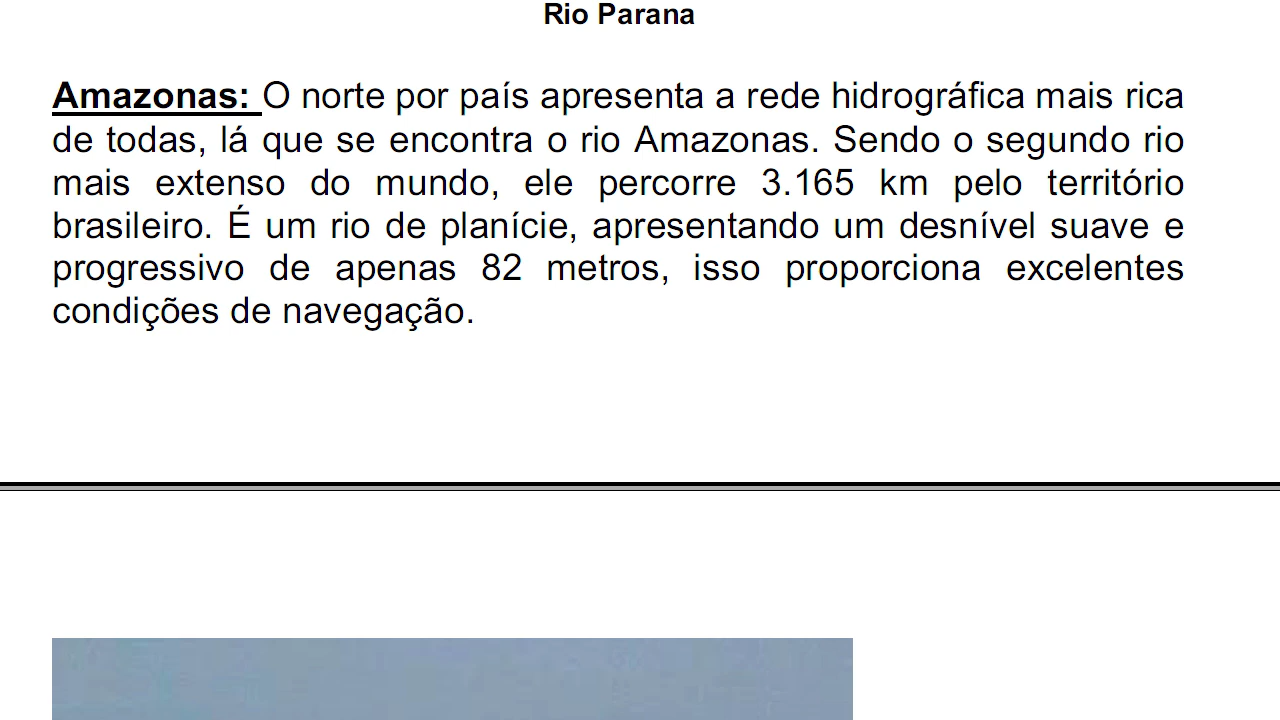 Rio Parana
Amazonas: O norte por país apresenta a rede hidrográfica mais rica
de todas, lá que se encontra o rio Amazonas. Sendo o segundo rio
mais extenso do mundo, ele percorre 3.165 km pelo território
brasileiro. É um rio de planície, apresentando um desnível suave e
progressivo de apenas 82 metros, isso proporciona excelentes
condições de navegação.